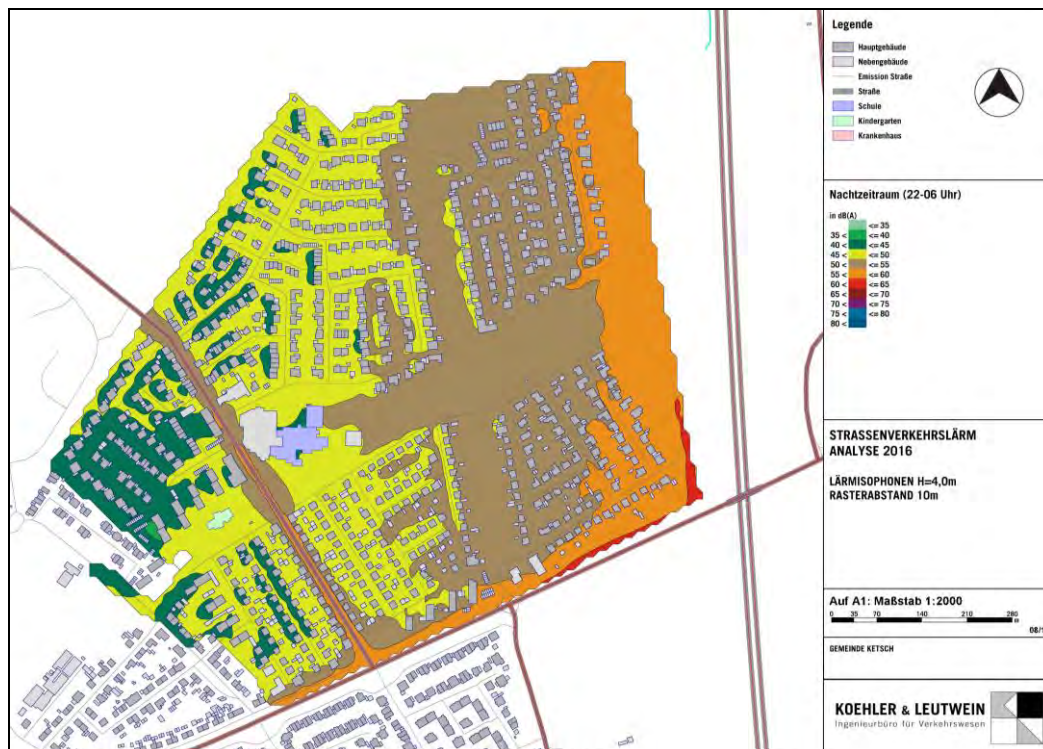 Legende
Hauptgebäude
Nebengebäude
Emission Straße
Straße
Schule
Kindergarten
Krankenhaus
Nachtzeitraum (22-06 Uhr)
in dB(A)
<= 35
35 < <= 40
40 < <= 45
45 < <= 50
50 < <= 55
55 < <= 60
60 < <= 65
65 < <= 70
70 < <= 75
75 < <= 80
80 <
STRASSENVERKEHRSLÄRM
ANALYSE 2016
LÄRMISOPHONEN H=4,0m
RASTERABSTAND 10m
Auf A1: Maßstab 1:2000
0 35 70 140 210 280
m
08/1
GEMEINDE KETSCH
KOEHLER & LEUTWEIN
Ingenieurbüro für Verkehrswesen